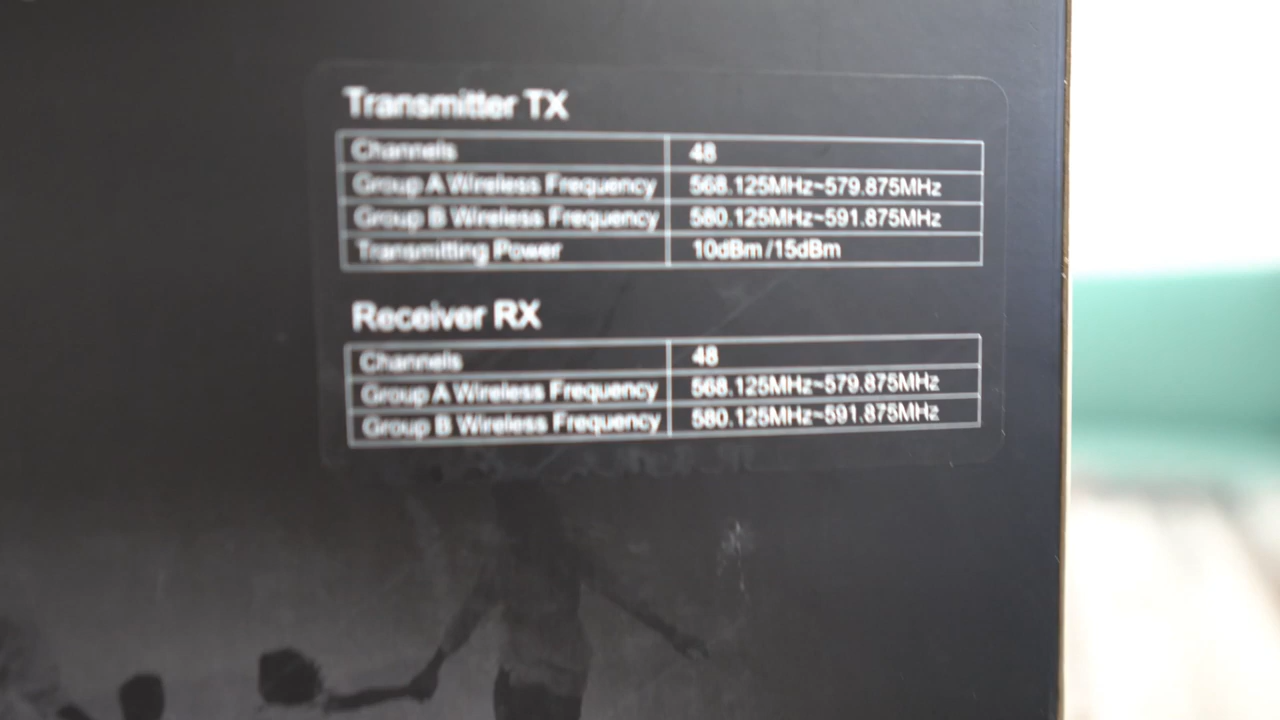 Transmitter TX
Channels 48
Group A Wireless Frequency 568.125MHz~579.875MHz
Group B Wireless Frequency 580.125MHz~591.875MHz
Transmitting Power 10dBm/15dBm
Receiver RX
Channels 48
Group A Wireless Frequency 568.125MHz~579.875MHz
Group B Wireless Frequency 580.125MHz~591.875MHz